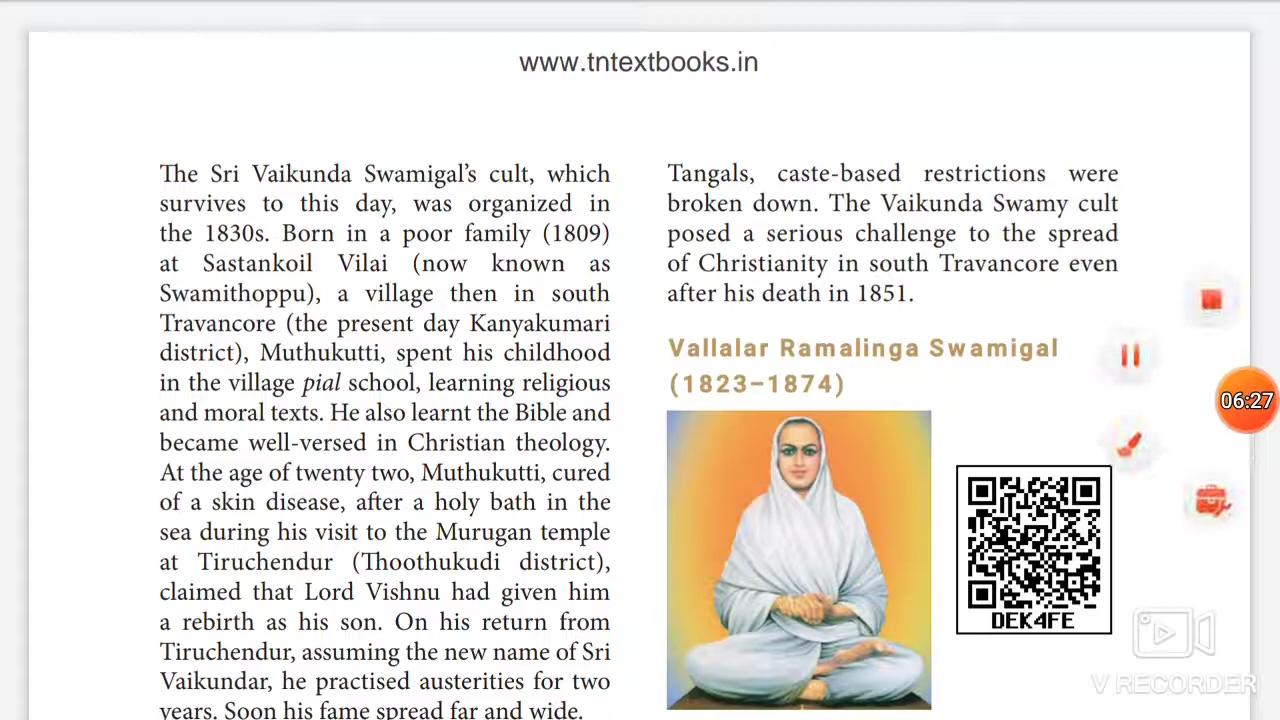 www.tntextbooks.in
The Sri Vaikunda Swamigal's cult, which
survives to this day, was organized in
the 1830s. Born in a poor family (1809)
at Sastankoil Vilai (now known as
Swamithoppu), a village then in south
Travancore (the present day Kanyakumari
district), Muthukutti, spent his childhood
in the village pial school, learning religious
and moral texts. He also learnt the Bible and
became well-versed in Christian theology.
At the age of twenty two, Muthukutti, cured
of a skin disease, after a holy bath in the
sea during his visit to the Murugan temple
at Tiruchendur (Thoothukudi district),
claimed that Lord Vishnu had given him
a rebirth as his son. On his return from
Tiruchendur, assuming the new name of Sri
Vaikundar, he practised austerities for two
years. Soon his fame spread far and wide.
Tangals, caste-based restrictions were
broken down. The Vaikunda Swamy cult
posed a serious challenge to the spread
of Christianity in south Travancore even
after his death in 1851.
Vallalar Ramalinga Swamigal
(1823–1874)
DEK4FE
06:27
V RECORDER